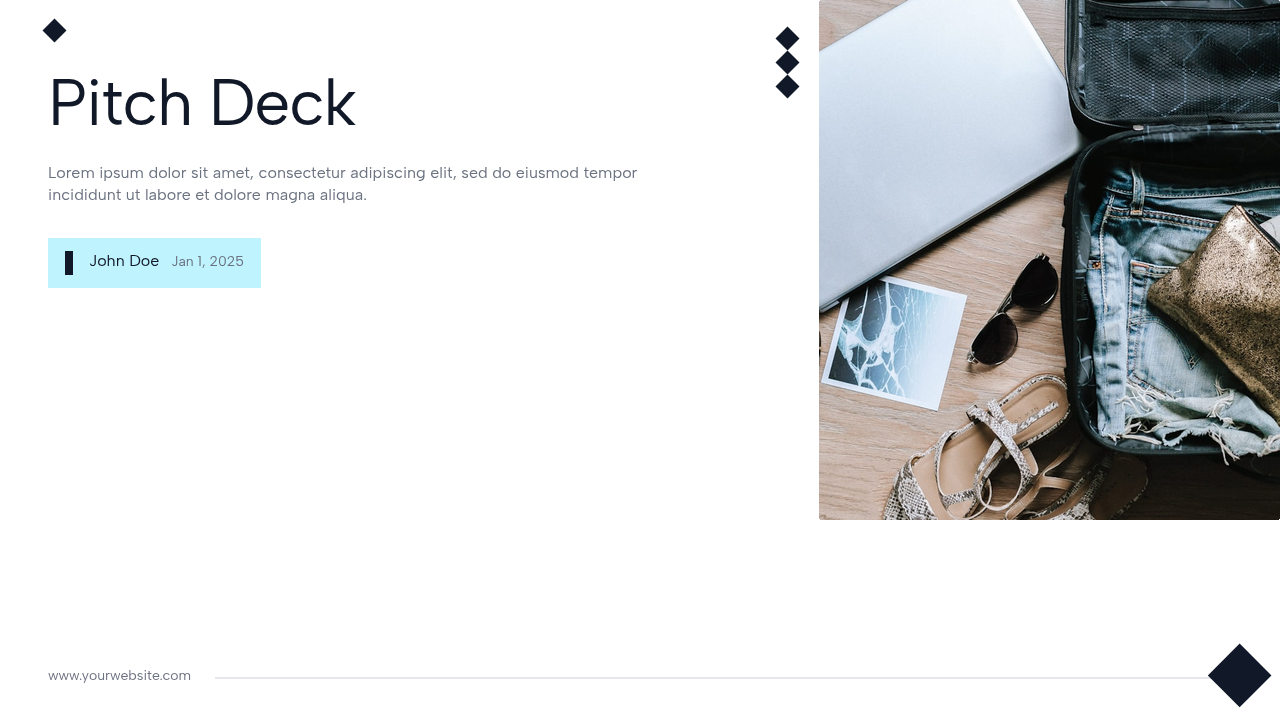 Pitch Deck
Lorem ipsum dolor sit amet, consectetur adipiscing elit, sed do eiusmod tempor
incididunt ut labore et dolore magna aliqua.
John Doe Jan 1, 2025
www.yourwebsite.com